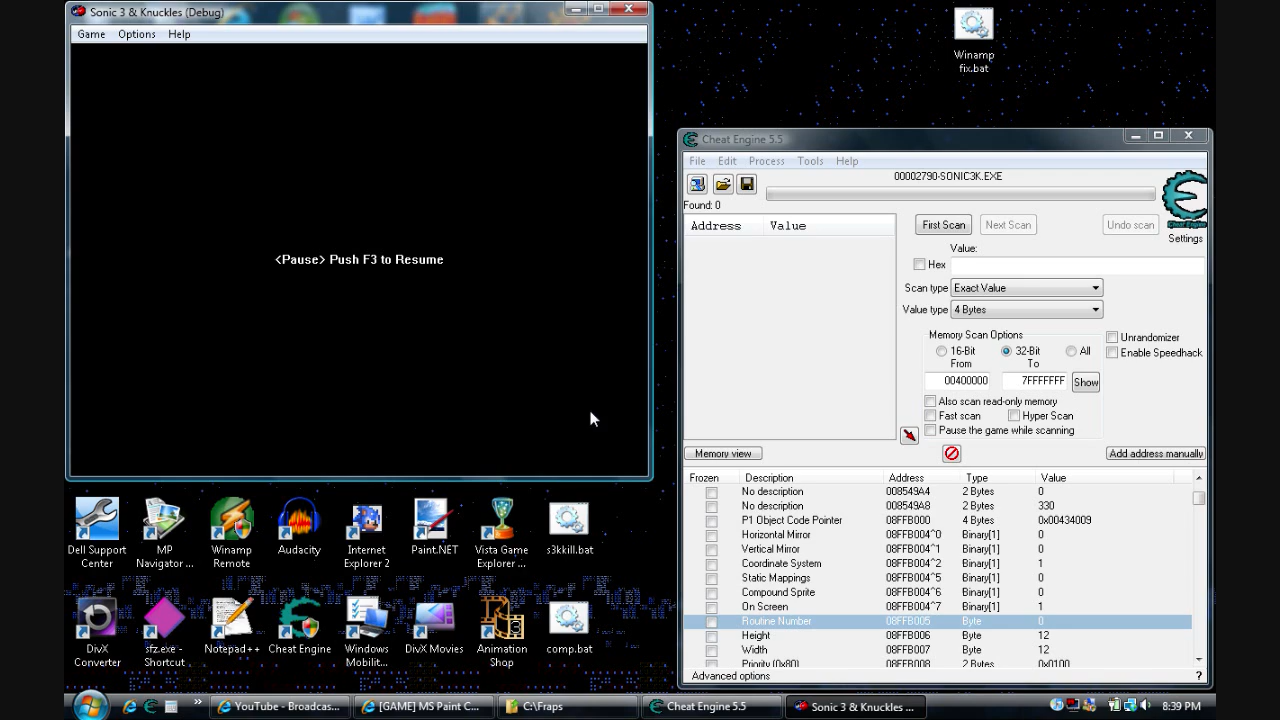 Sonic 3 & Knuckles (Debug)
Game Options Help
<Pause> Push F3 to Resume
Winamp
fix.bat
Cheat Engine 5.5
File Edit Process Tools Help
00002790-SONIC3K.EXE
Found: 0
Address Value
First Scan Next Scan Undo scan
Cheat Engine
Settings
Value:
Hex
Scan type Exact Value
Value type 4 Bytes
Memory Scan Options
16-Bit 32-Bit All
From To
00400000 7FFFFFFF Show
Unrandomizer
Enable Speedhack
Also scan read-only memory
Fast scan Hyper Scan
Pause the game while scanning
Memory view Add address manually
Frozen Description Address Type Value
No description 008549A4 2 Bytes 0
No description 008549A8 2 Bytes 330
P1 Object Code Pointer 08FFB000 4 Bytes 0x00434009
Horizontal Mirror 08FFB004^0 Binary[1] 0
Vertical Mirror 08FFB004^1 Binary[1] 0
Coordinate System 08FFB004^2 Binary[1] 1
Static Mappings 08FFB004^5 Binary[1] 0
Compound Sprite 08FFB004^6 Binary[1] 0
On Screen 08FFB004^7 Binary[1] 1
Routine Number 08FFB005 Byte 0
Height 08FFB006 Byte 12
Width 08FFB007 Byte 12
Priority (0x80) 08FFB008 2 Bytes 0x0100
Advanced options ?
Dell Support
Center
MP
Navigator ...
Winamp
Remote
Audacity
Internet
Explorer 2
Paint.NET
Vista Game
Explorer ...
s3kkill.bat
DivX
Converter
sfz.exe -
Shortcut
Notepad++
Cheat Engine
Windows
Mobilit...
DivX Movies
Animation
Shop
comp.bat
YouTube - Broadcas...
[GAME] MS Paint C...
C:\Fraps
Cheat Engine 5.5
Sonic 3 & Knuckles ...
8:39 PM